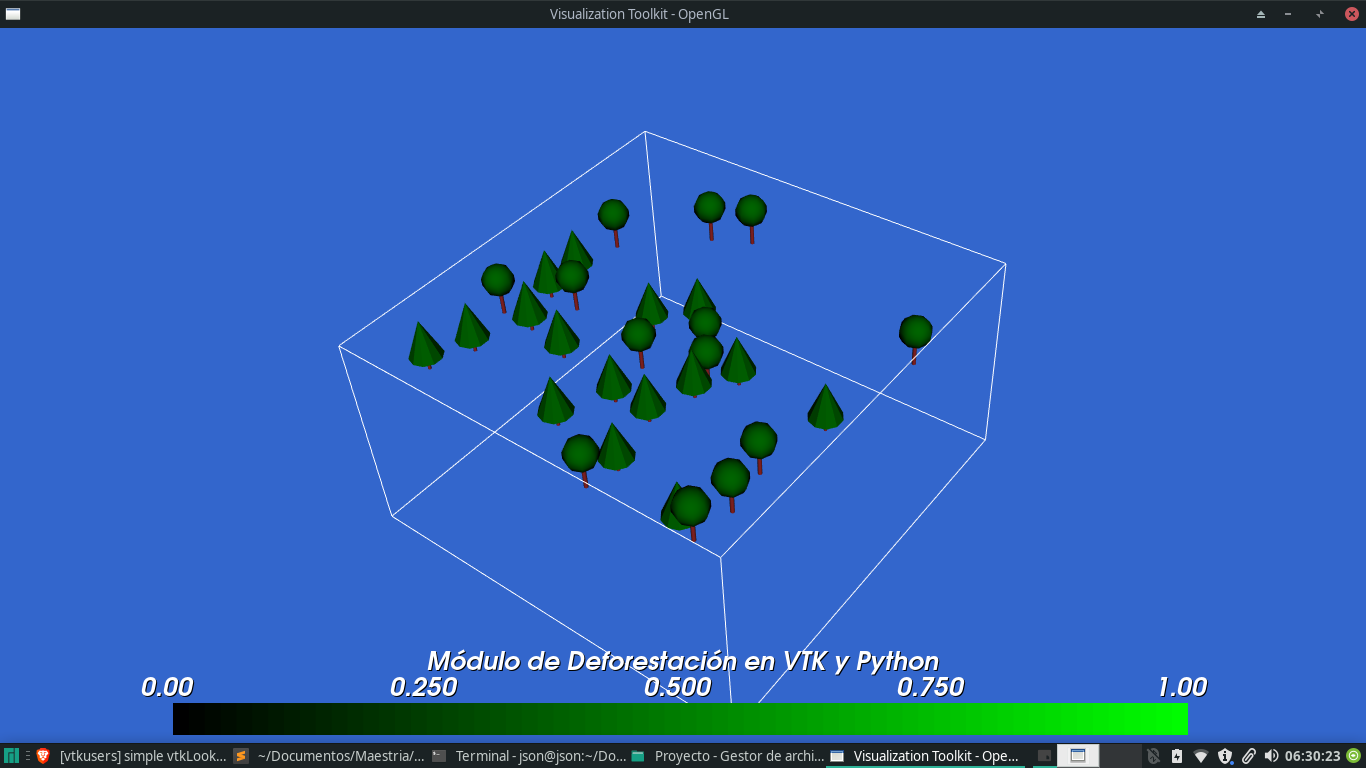 Visualization Toolkit - OpenGL
Módulo de Deforestación en VTK y Python
0.00 0.250 0.500 0.750 1.00
[vtkusers] simple vtkLook... ~/Documentos/Maestria/... Terminal - json@json:~/Do... Proyecto - Gestor de archi... Visualization Toolkit - Ope... 06:30:23